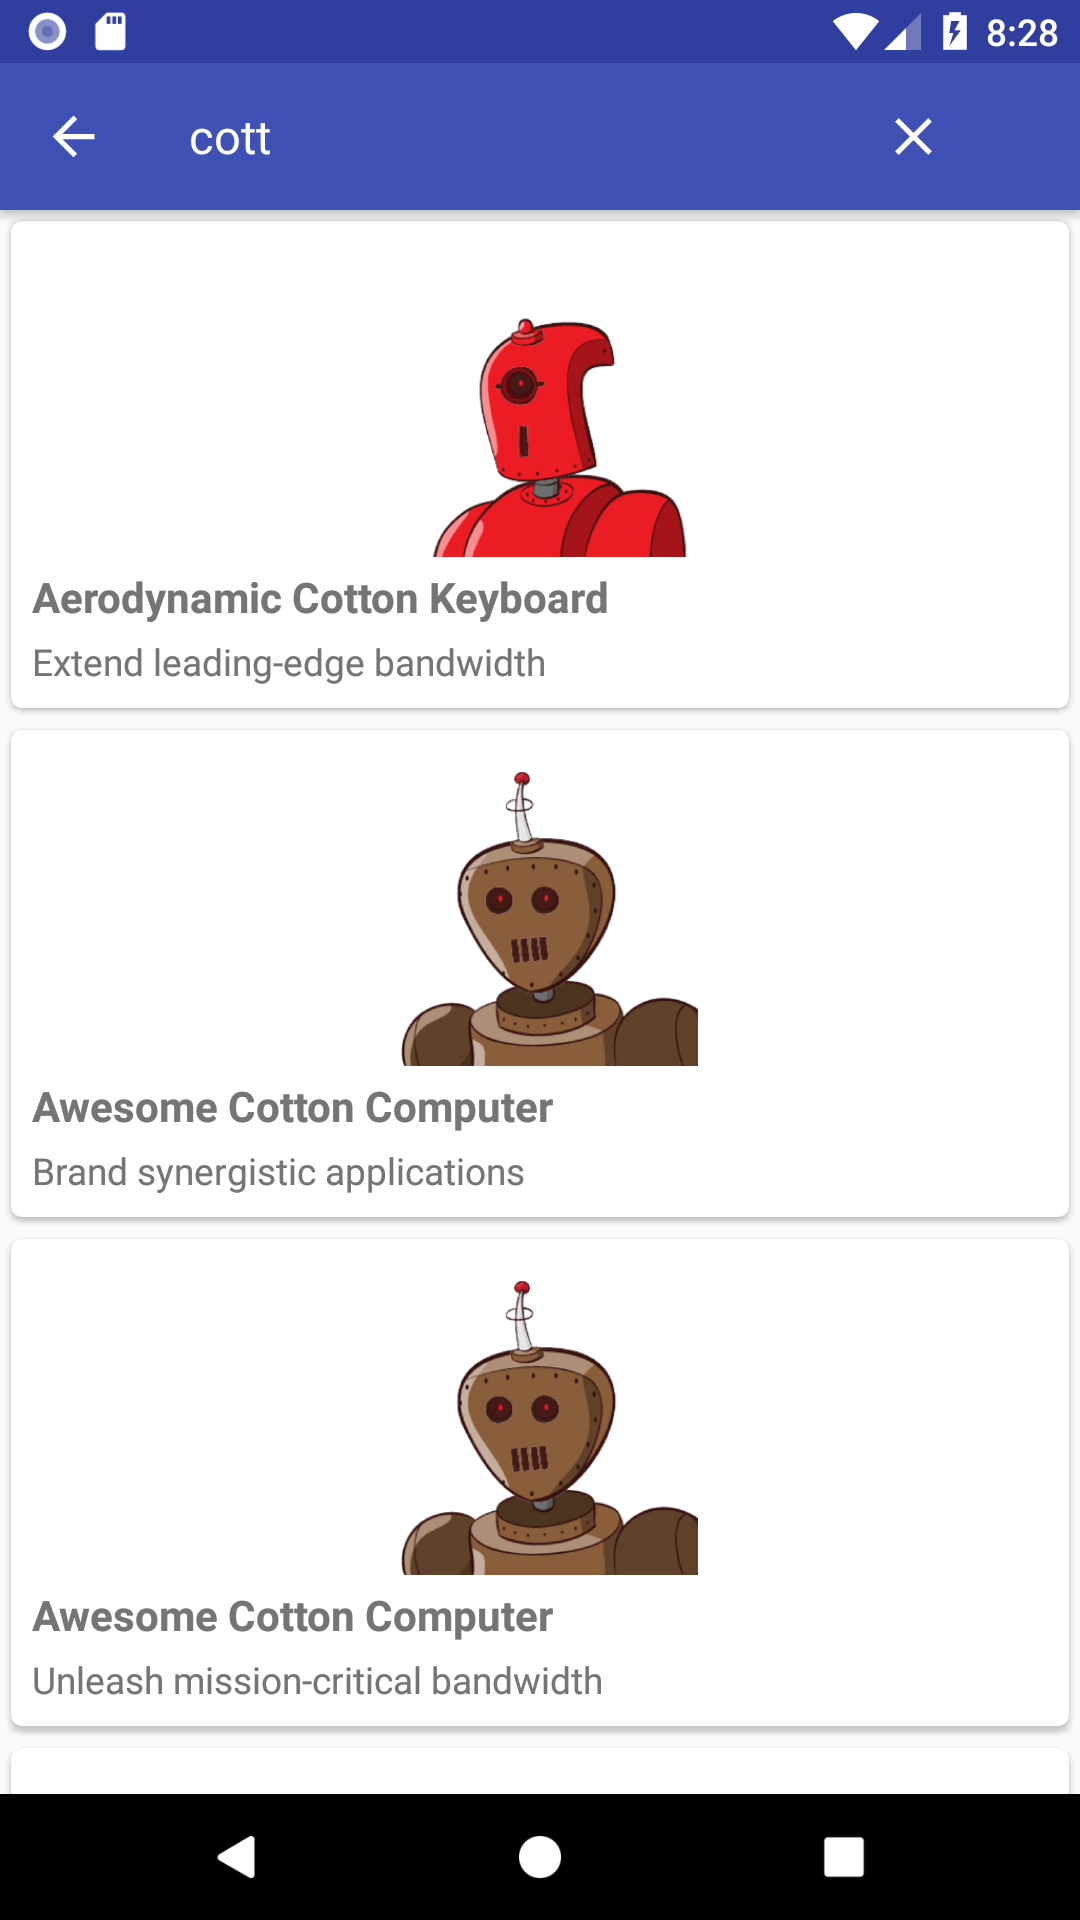 8:28
cott
Aerodynamic Cotton Keyboard
Extend leading-edge bandwidth
Awesome Cotton Computer
Brand synergistic applications
Awesome Cotton Computer
Unleash mission-critical bandwidth